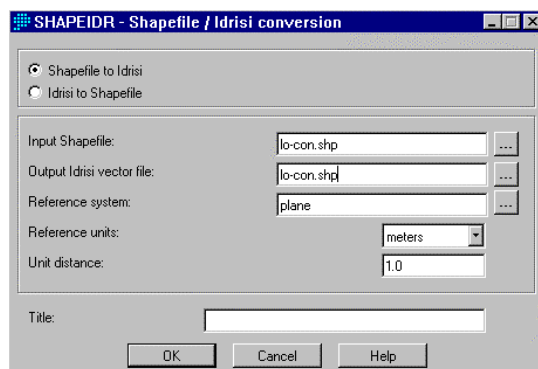 SHAPEIDR - Shapefile / Idrisi conversion
Shapefile to Idrisi
Idrisi to Shapefile
Input Shapefile: lo-con.shp ...
Output Idrisi vector file: lo-con.shp ...
Reference system: plane ...
Reference units: meters
Unit distance: 1.0
Title:
OK Cancel Help